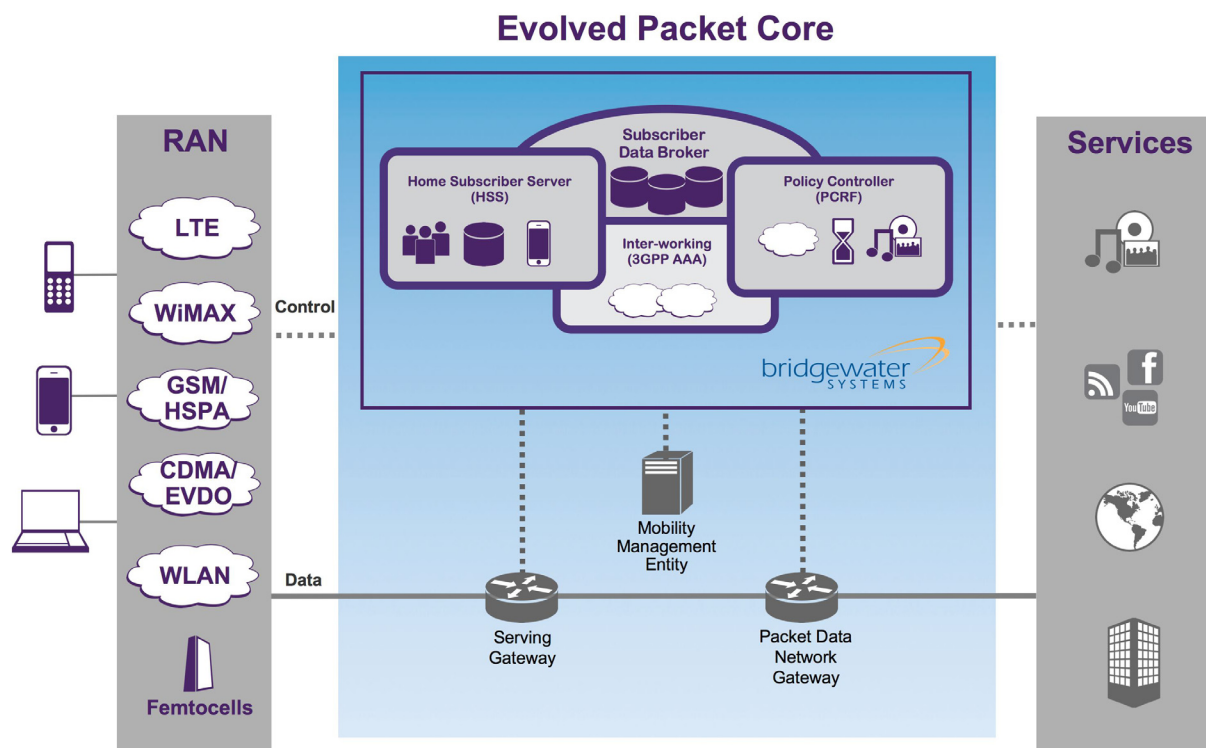 Evolved Packet Core
RAN
LTE
WiMAX
GSM/
HSPA
CDMA/
EVDO
WLAN
Femtocells
Control
Data
Subscriber
Data Broker
Home Subscriber Server
(HSS)
Policy Controller
(PCRF)
Inter-working
(3GPP AAA)
bridgewater
SYSTEMS
Mobility
Management
Entity
Serving
Gateway
Packet Data
Network
Gateway
Services
f
YouTube